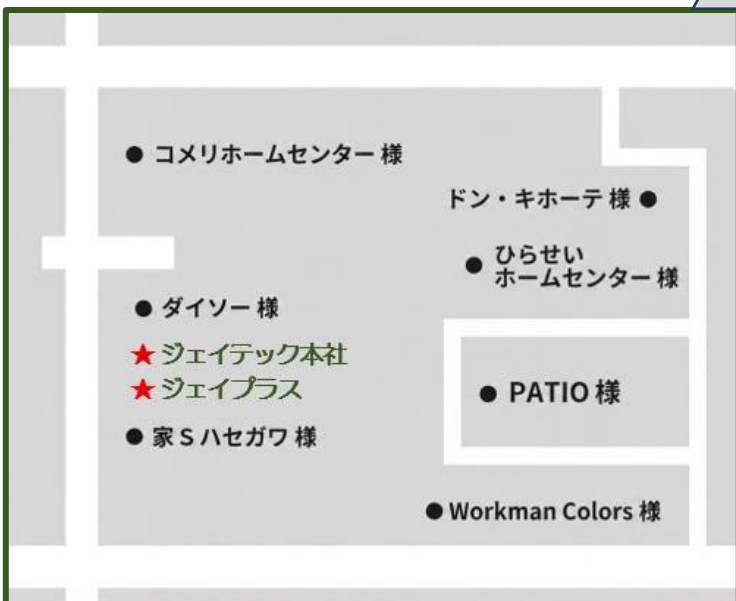 ● コメリホームセンター 様
ドン・キホーテ 様 ●
● ひらせい
ホームセンター 様
● ダイソー 様
★ ジェイテック本社
★ ジェイプラス
● PATIO 様
● 家Sハセガワ 様
● Workman Colors 様